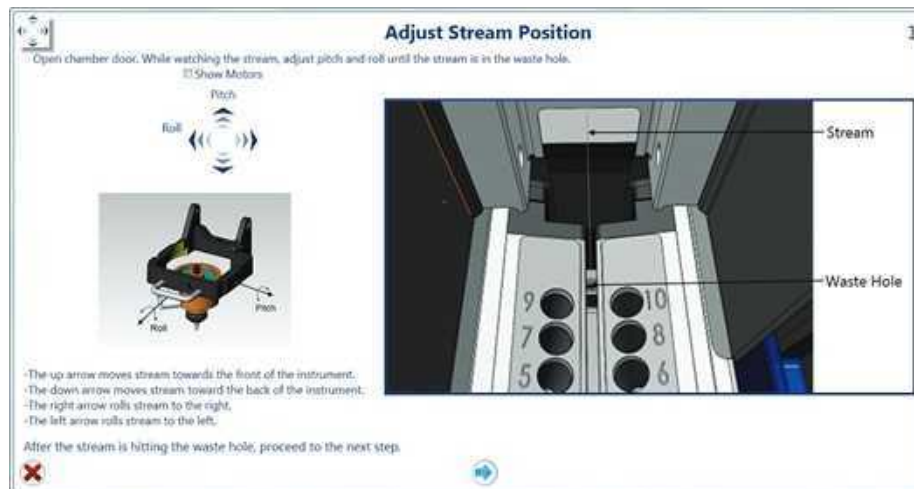 Adjust Stream Position
Open chamber door. While watching the stream, adjust pitch and roll until the stream is in the waste hole.
Show Motors
Pitch
Roll
Stream
Waste Hole
9 10
7 8
5 6
Pitch
Roll
-The up arrow moves stream towards the front of the instrument.
-The down arrow moves stream toward the back of the instrument.
-The right arrow rolls stream to the right.
-The left arrow rolls stream to the left.
After the stream is hitting the waste hole, proceed to the next step.